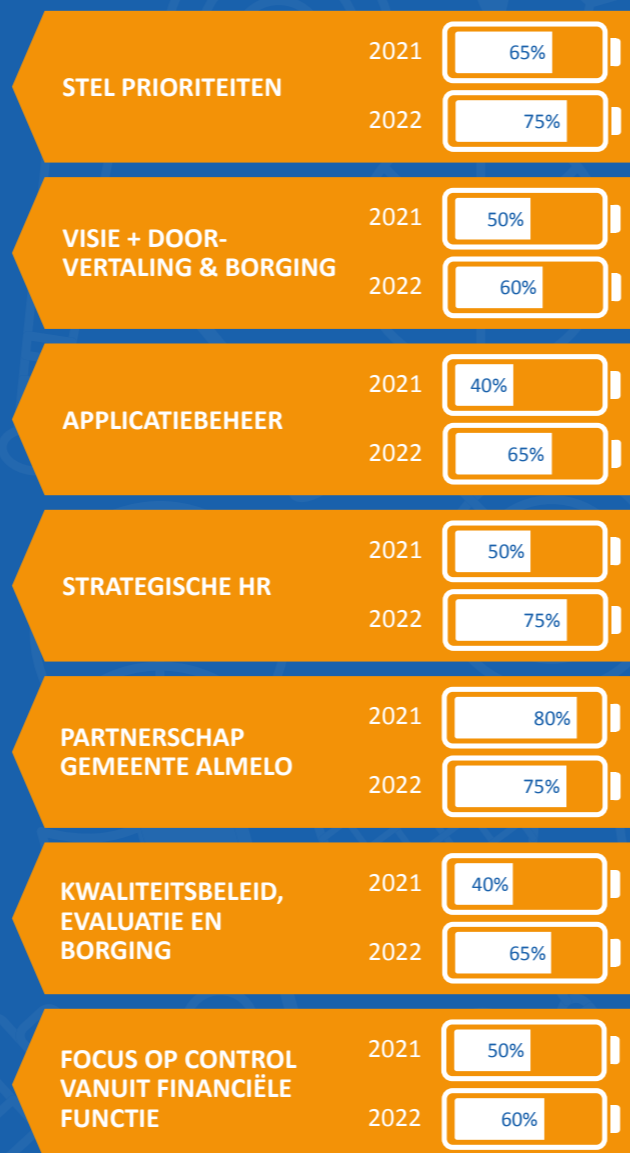 STEL PRIORITEITEN
2021 65%
2022 75%
VISIE + DOOR-
VERTALING & BORGING
2021 50%
2022 60%
APPLICATIEBEHEER
2021 40%
2022 65%
STRATEGISCHE HR
2021 50%
2022 75%
PARTNERSCHAP
GEMEENTE ALMELO
2021 80%
2022 75%
KWALITEITSBELEID,
EVALUATIE EN
BORGING
2021 40%
2022 65%
FOCUS OP CONTROL
VANUIT FINANCIËLE
FUNCTIE
2021 50%
2022 60%